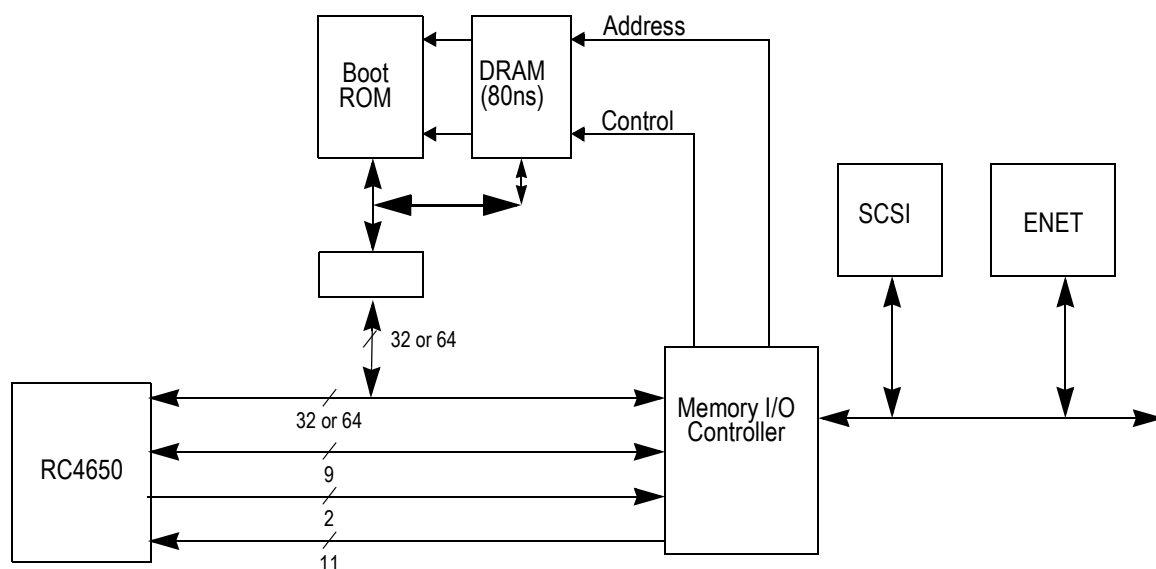 Address
Boot
ROM
DRAM
(80ns)
Control
SCSI
ENET
32 or 64
Memory I/O
Controller
32 or 64
RC4650
9
2
11